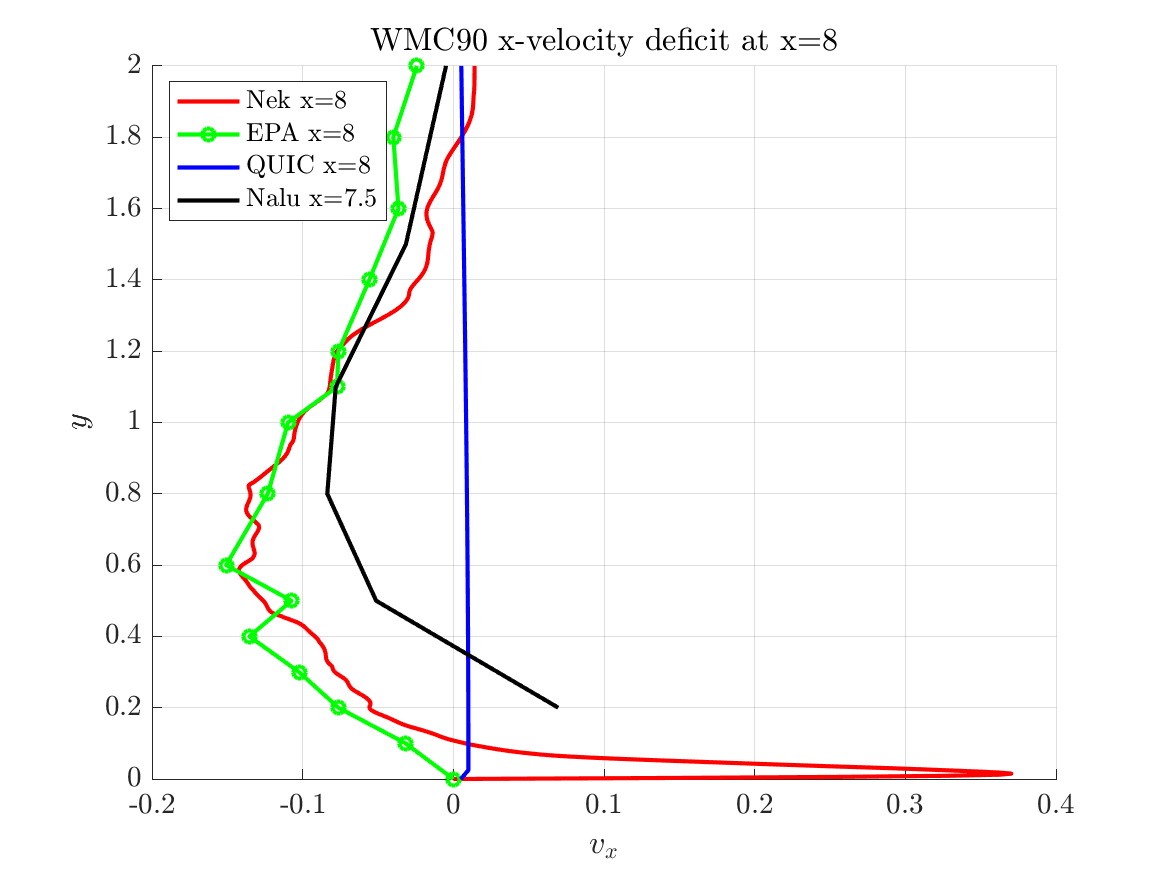 WMC90 x-velocity deficit at x=8
Nek x=8
EPA x=8
QUIC x=8
Nalu x=7.5
2
1.8
1.6
1.4
1.2
1
0.8
0.6
0.4
0.2
0
y
-0.2 -0.1 0 0.1 0.2 0.3 0.4
v_x